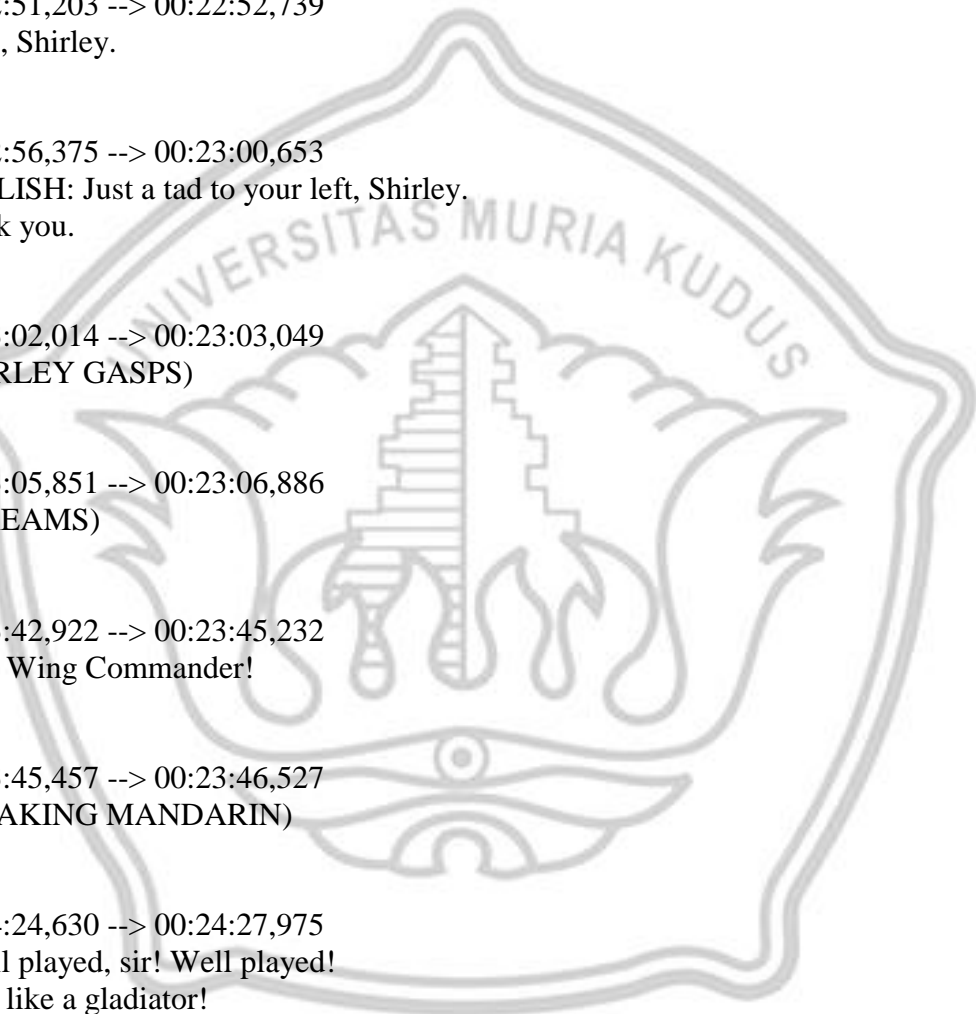 :51,203 --> 00:22:52,739
, Shirley.
:56,375 --> 00:23:00,653
LISH: Just a tad to your left, Shirley.
k you.
:02,014 --> 00:23:03,049
RLEY GASPS)
:05,851 --> 00:23:06,886
EAMS)
:42,922 --> 00:23:45,232
Wing Commander!
:45,457 --> 00:23:46,527
AKING MANDARIN)
:24,630 --> 00:24:27,975
l played, sir! Well played!
like a gladiator!
UNIVERSITAS MURIA KUDUS